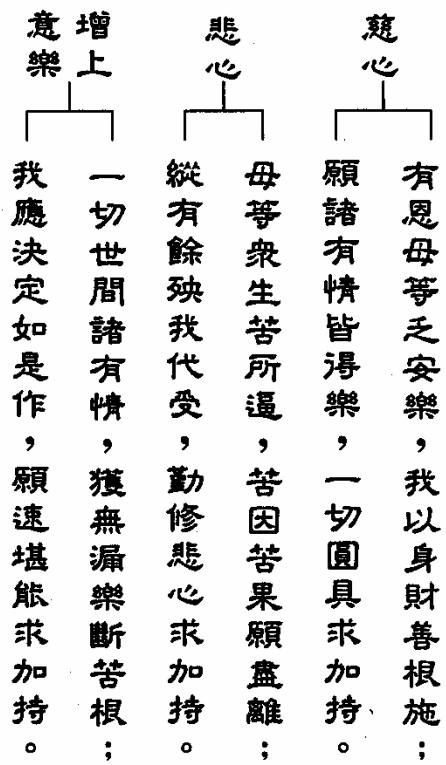 慈心
有恩母等乏安樂,我以身財善根施;
願諸有情皆得樂,一切圓具求加持。
悲心
母等眾生苦所逼,苦因苦果願盡離;
縱有餘殃我代受,勤修悲心求加持。
增上
意樂
一切世間諸有情,獲無漏樂斷苦根;
我應決定如是作,願速堪能求加持。